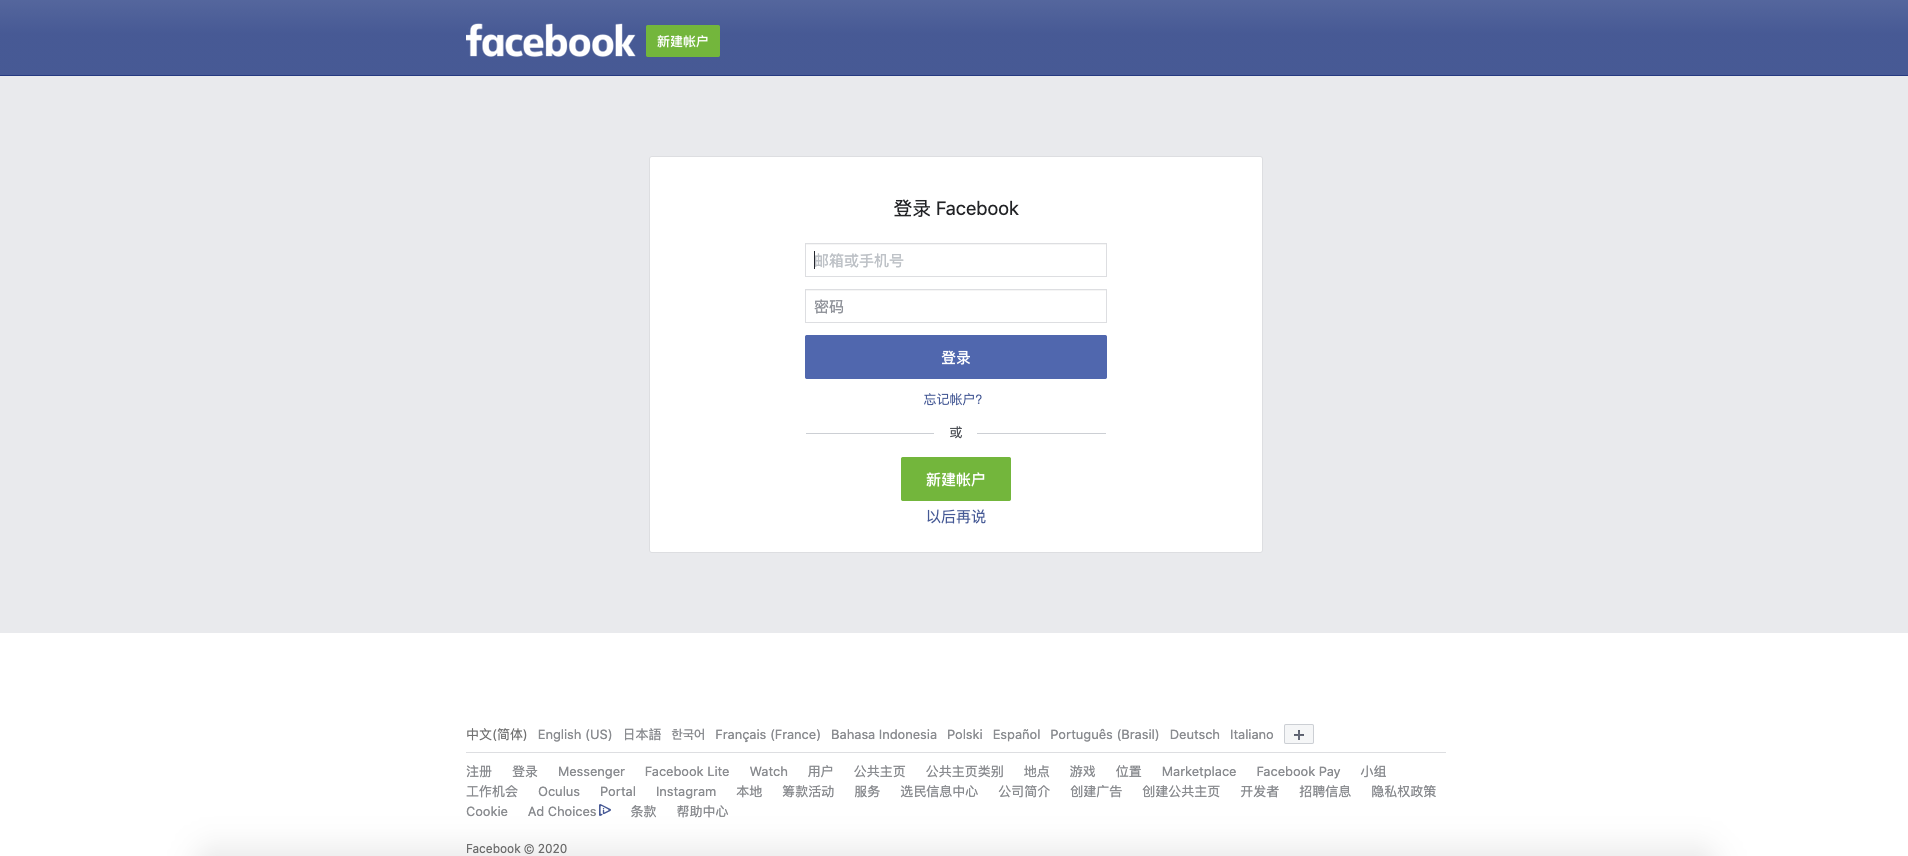 facebook 新建帐户
登录 Facebook
邮箱或手机号
密码
登录
忘记帐户?
或
新建帐户
以后再说
中文(简体) English (US) 日本語 한국어 Français (France) Bahasa Indonesia Polski Español Português (Brasil) Deutsch Italiano +
注册 登录 Messenger Facebook Lite Watch 用户 公共主页 公共主页类别 地点 游戏 位置 Marketplace Facebook Pay 小组
工作机会 Oculus Portal Instagram 本地 筹款活动 服务 选民信息中心 公司简介 创建广告 创建公共主页 开发者 招聘信息 隐私权政策
Cookie Ad Choices 条款 帮助中心
Facebook © 2020